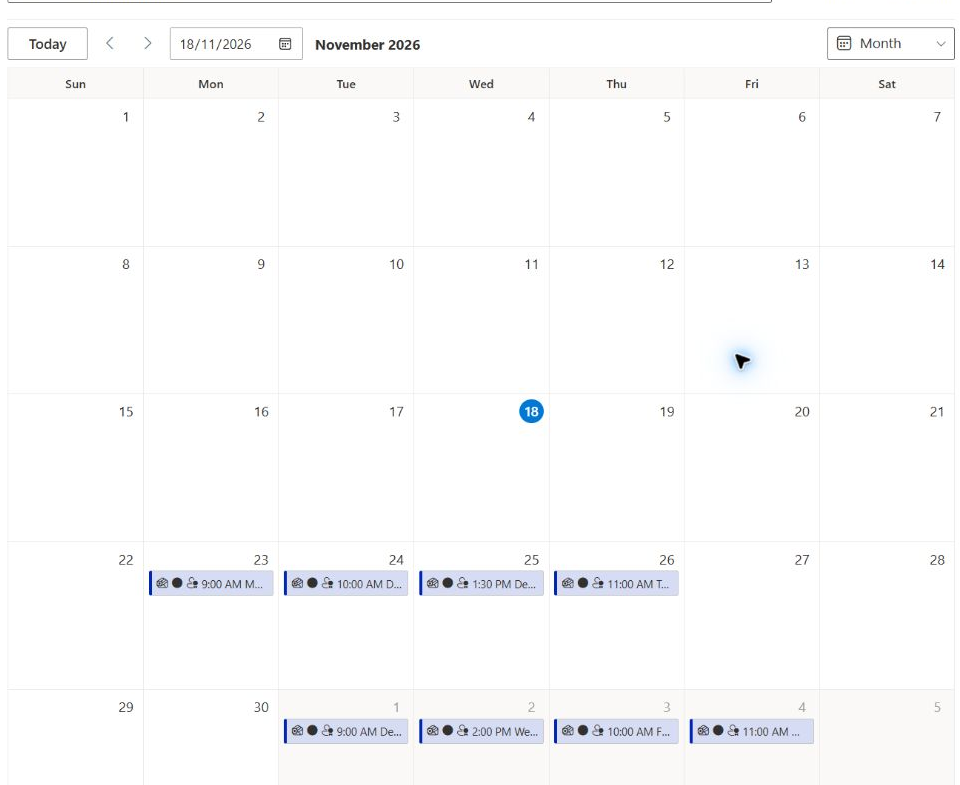 Today 18/11/2026 November 2026 Month
Sun Mon Tue Wed Thu Fri Sat
1 2 3 4 5 6 7
8 9 10 11 12 13 14
15 16 17 18 19 20 21
22 23 24 25 26 27 28
9:00 AM M... 10:00 AM D... 1:30 PM De... 11:00 AM T...
29 30 1 2 3 4 5
9:00 AM De... 2:00 PM We... 10:00 AM F... 11:00 AM ...